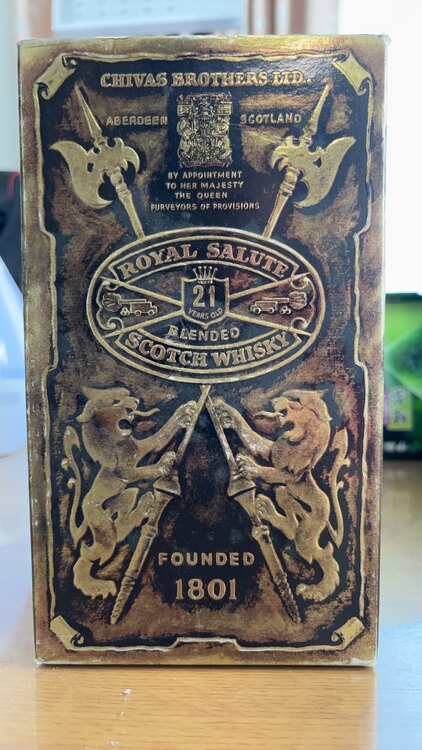 CHIVAS BROTHERS LTD.
ABERDEEN SCOTLAND
BY APPOINTMENT
TO HER MAJESTY
THE QUEEN
PURVEYORS OF PROVISIONS
ROYAL SALUTE
21
YEARS OLD
BLENDED
SCOTCH WHISKY
FOUNDED
1801